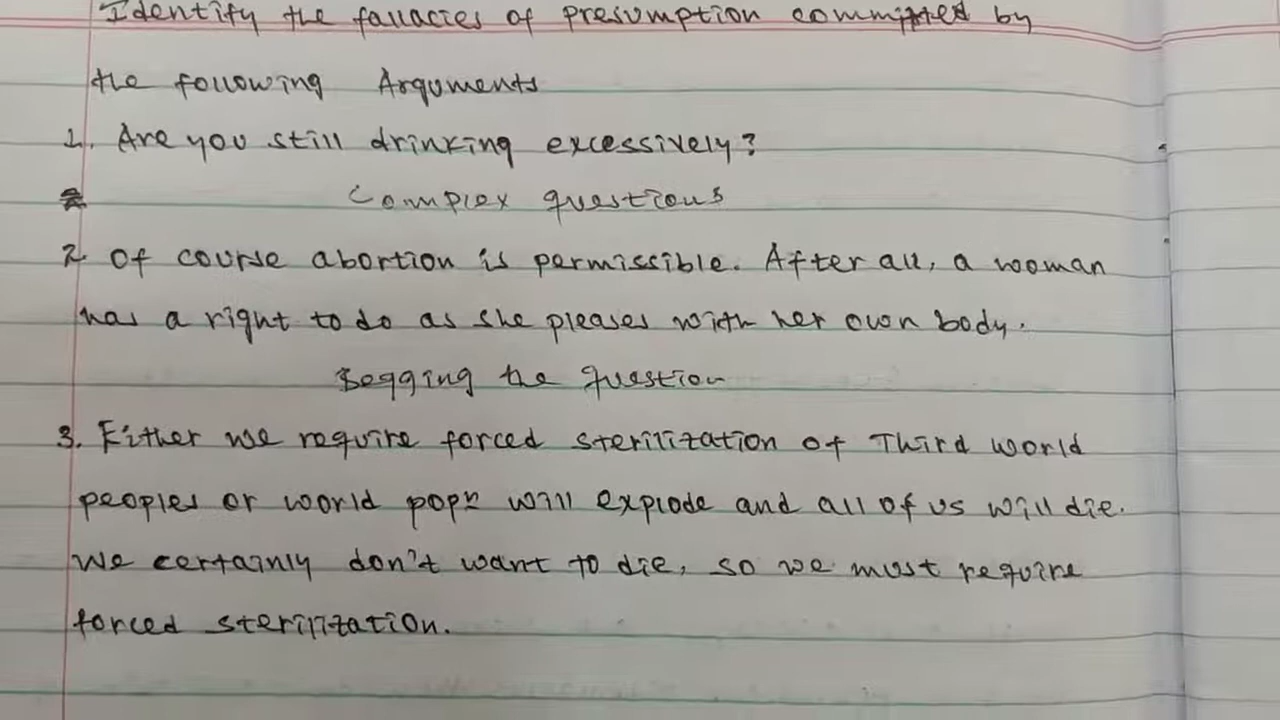 Identify the fallacies of presumption committed by
the following Arguments
1. Are you still drinking excessively?
Complex questions
2 Of course abortion is permissible. After all, a woman
has a right to do as she pleases with her own body.
Begging the question
3. Either we require forced sterilization of Third world
peoples or world popn will explode and all of us will die.
We certainly don't want to die, so we must require
forced sterilization.